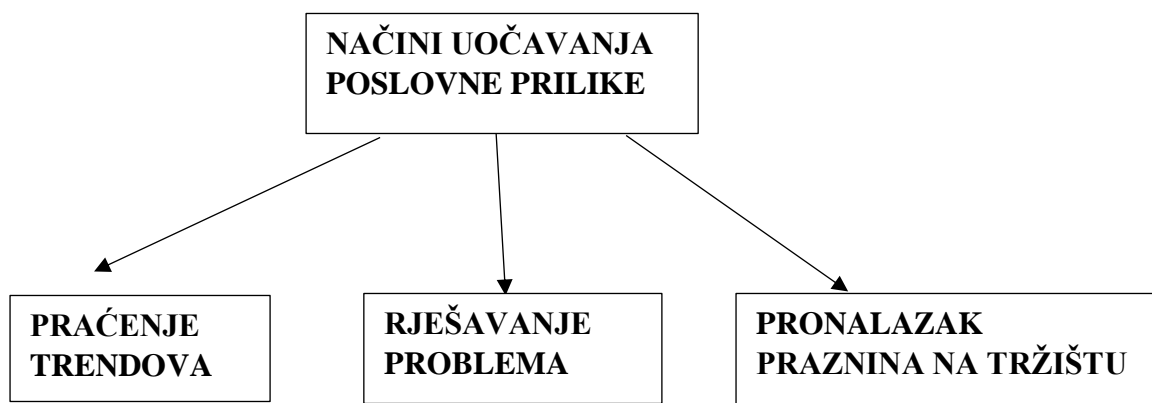 NAČINI UOČAVANJA
POSLOVNE PRILIKE
PRAĆENJE
TRENDOVA
RJEŠAVANJE
PROBLEMA
PRONALAZAK
PRAZNINA NA TRŽIŠTU